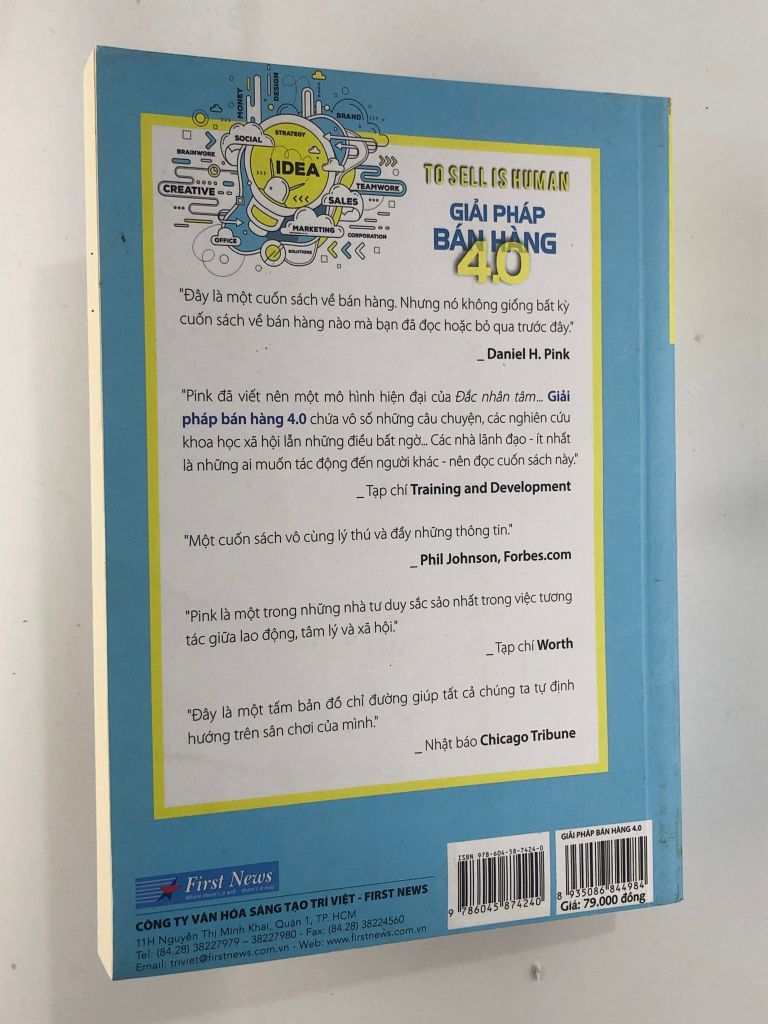 MONEY
DESIGN
BRAND
STRATEGY
SOCIAL
BRAINWORK
IDEA
CREATIVE
TEAMWORK
SALES
MARKETING
OFFICE
CORPORATION
SOLUTIONS
TO SELL IS HUMAN
GIẢI PHÁP
BÁN HÀNG
4.0
"Đây là một cuốn sách về bán hàng. Nhưng nó không giống bất kỳ
cuốn sách về bán hàng nào mà bạn đã đọc hoặc bỏ qua trước đây."
_ Daniel H. Pink
"Pink đã viết nên một mô hình hiện đại của Đắc nhân tâm... Giải
pháp bán hàng 4.0 chứa vô số những câu chuyện, các nghiên cứu
khoa học xã hội lẫn những điều bất ngờ... Các nhà lãnh đạo - ít nhất
là những ai muốn tác động đến người khác - nên đọc cuốn sách này."
_ Tạp chí Training and Development
"Một cuốn sách vô cùng lý thú và đầy những thông tin."
_ Phil Johnson, Forbes.com
"Pink là một trong những nhà tư duy sắc sảo nhất trong việc tương
tác giữa lao động, tâm lý và xã hội."
_ Tạp chí Worth
"Đây là một tấm bản đồ chỉ đường giúp tất cả chúng ta tự định
hướng trên sân chơi của mình."
_ Nhật báo Chicago Tribune
First News
Where there's a will - there's a way
CÔNG TY VĂN HÓA SÁNG TẠO TRÍ VIỆT - FIRST NEWS
11H Nguyễn Thị Minh Khai, Quận 1, TP. HCM
Tel: (84.28) 38227979 – 38227980 - Fax: (84.28) 38224560
Email: triviet@firstnews.com.vn - Web: www.firstnews.com.vn
ISBN 978-604-58-7424-0
9 786045 874240
GIẢI PHÁP BÁN HÀNG 4.0
8 935086 844984
Giá: 79.000 đồng